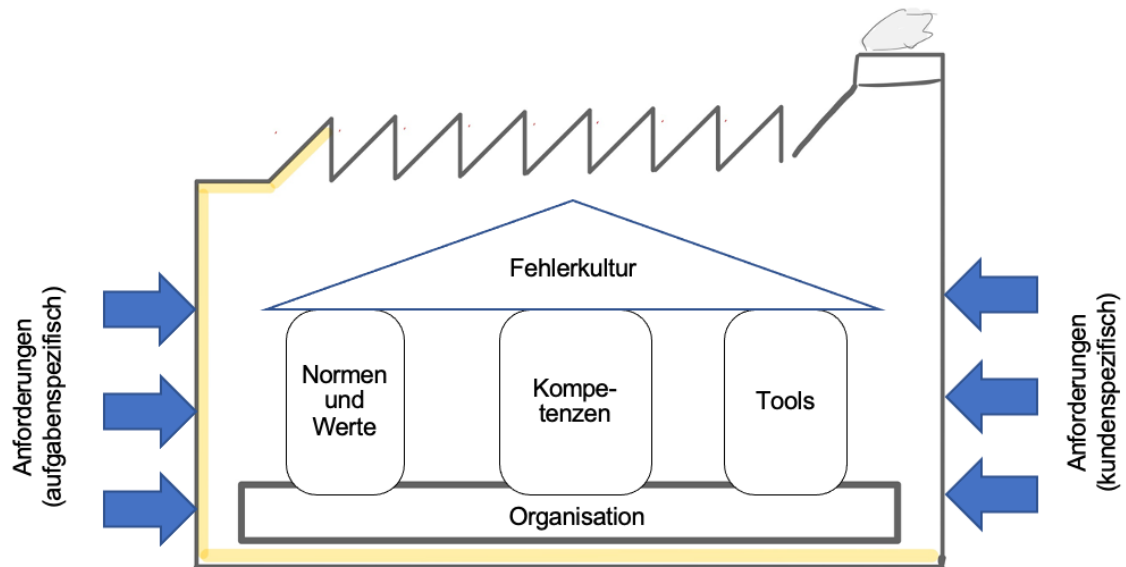 Fehlerkultur
Normen
und
Werte
Kompe-
tenzen
Tools
Organisation
Anforderungen
(aufgabenspezifisch)
Anforderungen
(kundenspezifisch)